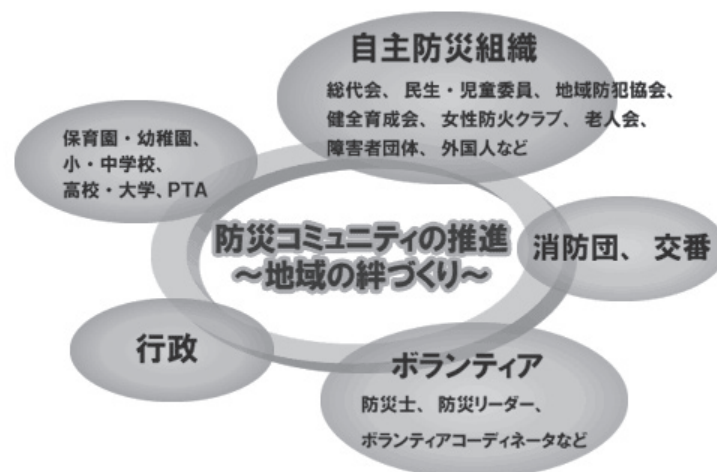 自主防災組織
総代会、民生・児童委員、地域防犯協会、
健全育成会、女性防火クラブ、老人会、
障害者団体、外国人など
保育園・幼稚園、
小・中学校、
高校・大学、PTA
防災コミュニティの推進
～地域の絆づくり～
消防団、交番
行政
ボランティア
防災士、防災リーダー、
ボランティアコーディネータなど